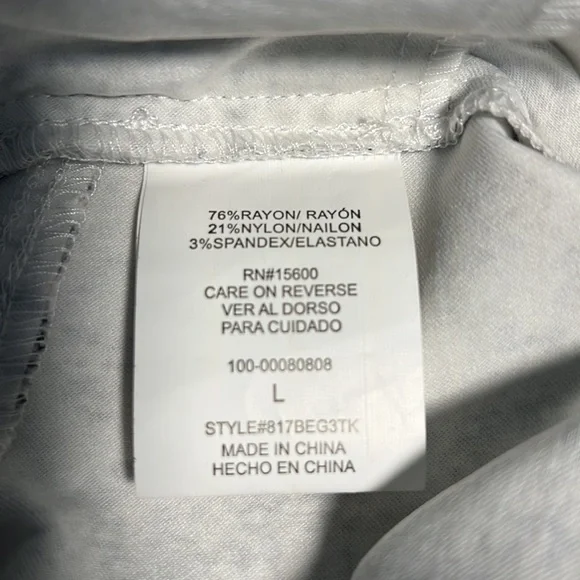 76%RAYON/ RAYÓN
21%NYLON/NAILON
3%SPANDEX/ELASTANO
RN#15600
CARE ON REVERSE
VER AL DORSO
PARA CUIDADO
100-00080808
L
STYLE#817BEG3TK
MADE IN CHINA
HECHO EN CHINA